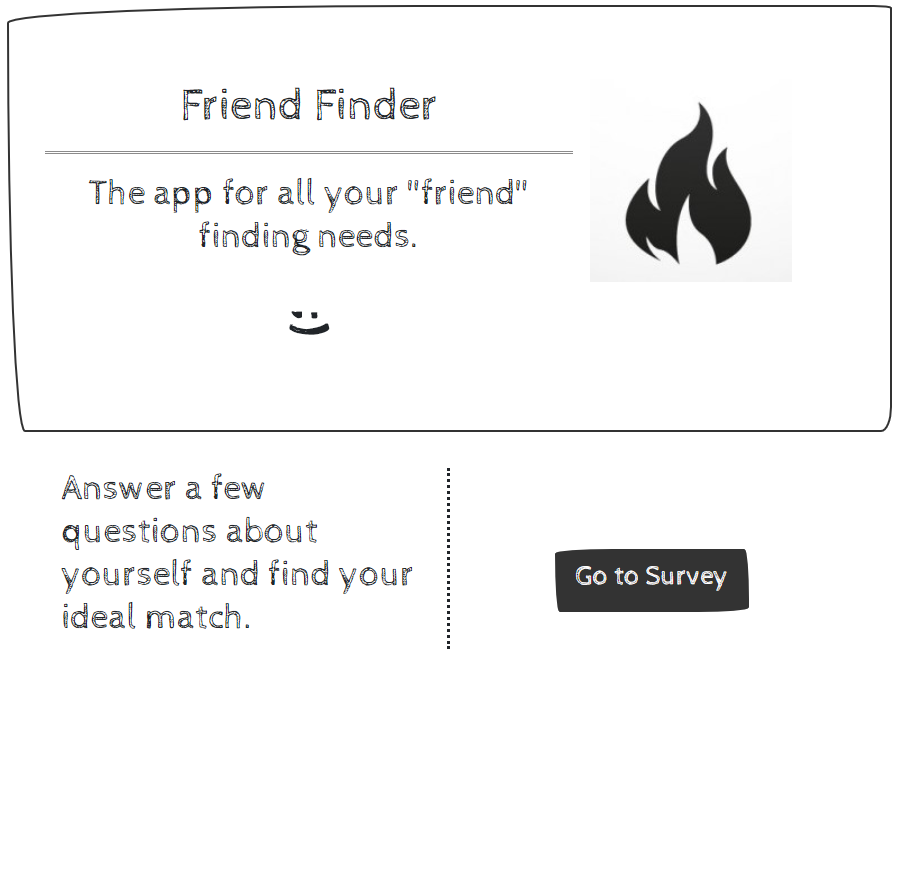 Friend Finder
The app for all your "friend"
finding needs.
Answer a few
questions about
yourself and find your
ideal match.
Go to Survey